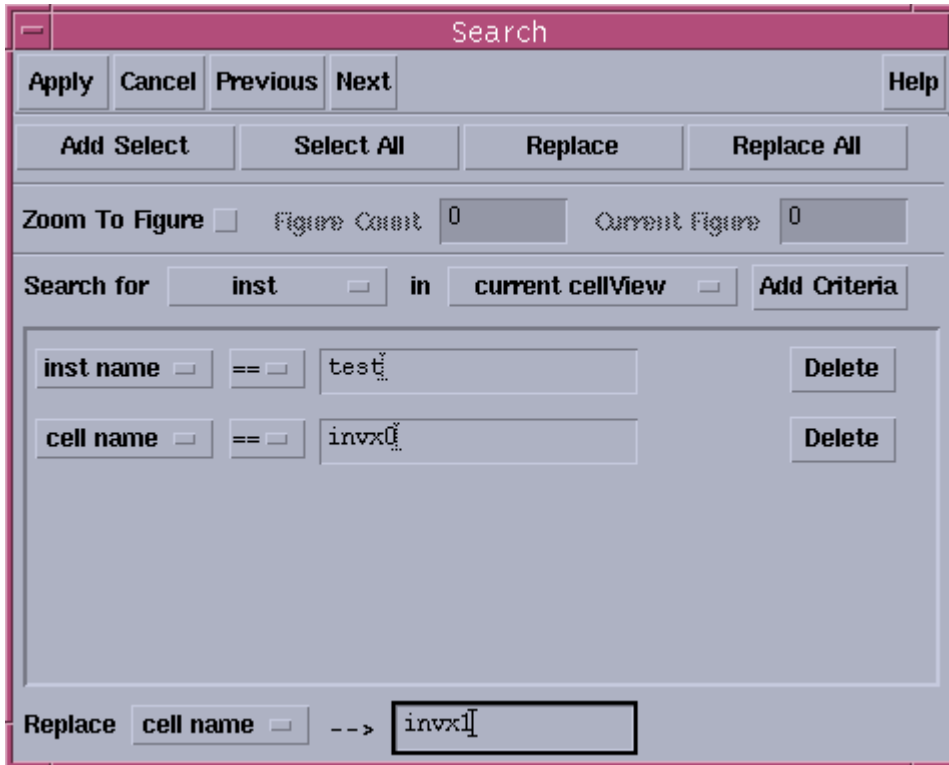 Search
Apply Cancel Previous Next Help
Add Select Select All Replace Replace All
Zoom To Figure Figure Count 0 Current Figure 0
Search for inst in current cellView Add Criteria
inst name == test Delete
cell name == invx0 Delete
Replace cell name --> invx1